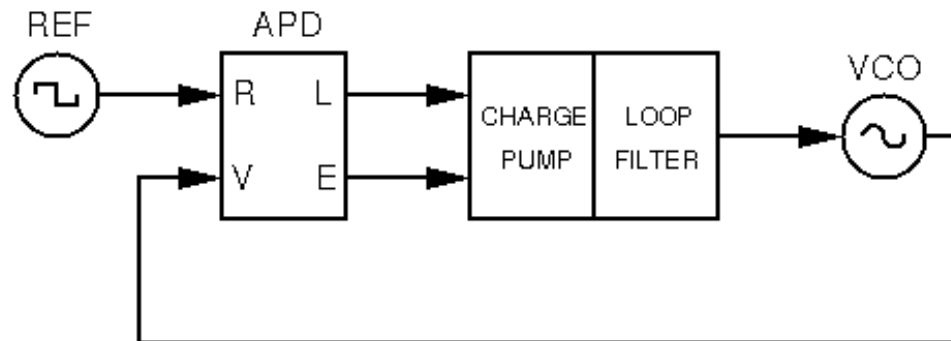 REF
APD
VCO
R
L
V
E
CHARGE
PUMP
LOOP
FILTER